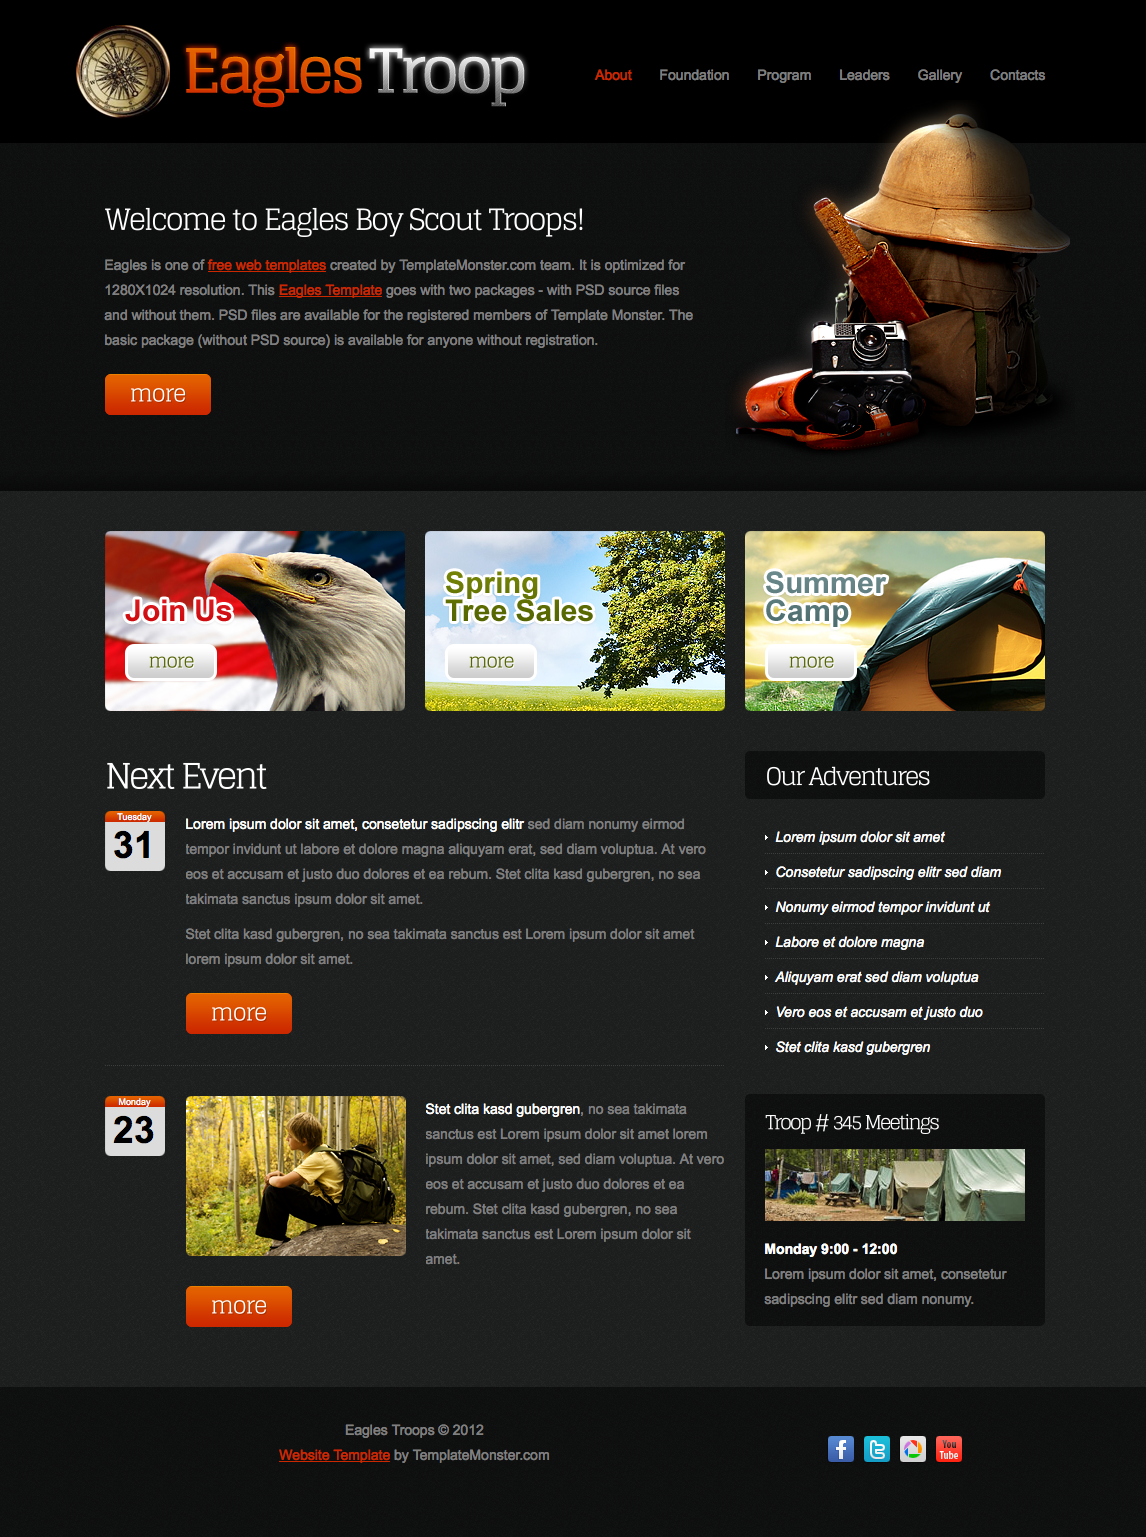 Eagles Troop
About Foundation Program Leaders Gallery Contacts
Welcome to Eagles Boy Scout Troops!
Eagles is one of free web templates created by TemplateMonster.com team. It is optimized for
1280X1024 resolution. This Eagles Template goes with two packages - with PSD source files
and without them. PSD files are available for the registered members of Template Monster. The
basic package (without PSD source) is available for anyone without registration.
more
Join Us
more
Spring
Tree Sales
more
Summer
Camp
more
Next Event
Tuesday
31
Lorem ipsum dolor sit amet, consetetur sadipscing elitr sed diam nonumy eirmod
tempor invidunt ut labore et dolore magna aliquyam erat, sed diam voluptua. At vero
eos et accusam et justo duo dolores et ea rebum. Stet clita kasd gubergren, no sea
takimata sanctus ipsum dolor sit amet.
Stet clita kasd gubergren, no sea takimata sanctus est Lorem ipsum dolor sit amet
lorem ipsum dolor sit amet.
more
Monday
23
Stet clita kasd gubergren, no sea takimata
sanctus est Lorem ipsum dolor sit amet lorem
ipsum dolor sit amet, sed diam voluptua. At vero
eos et accusam et justo duo dolores et ea
rebum. Stet clita kasd gubergren, no sea
takimata sanctus est Lorem ipsum dolor sit
amet.
more
Our Adventures
Lorem ipsum dolor sit amet
Consetetur sadipscing elitr sed diam
Nonumy eirmod tempor invidunt ut
Labore et dolore magna
Aliquyam erat sed diam voluptua
Vero eos et accusam et justo duo
Stet clita kasd gubergren
Troop # 345 Meetings
Monday 9:00 - 12:00
Lorem ipsum dolor sit amet, consetetur
sadipscing elitr sed diam nonumy.
Eagles Troops © 2012
Website Template by TemplateMonster.com
You
Tube